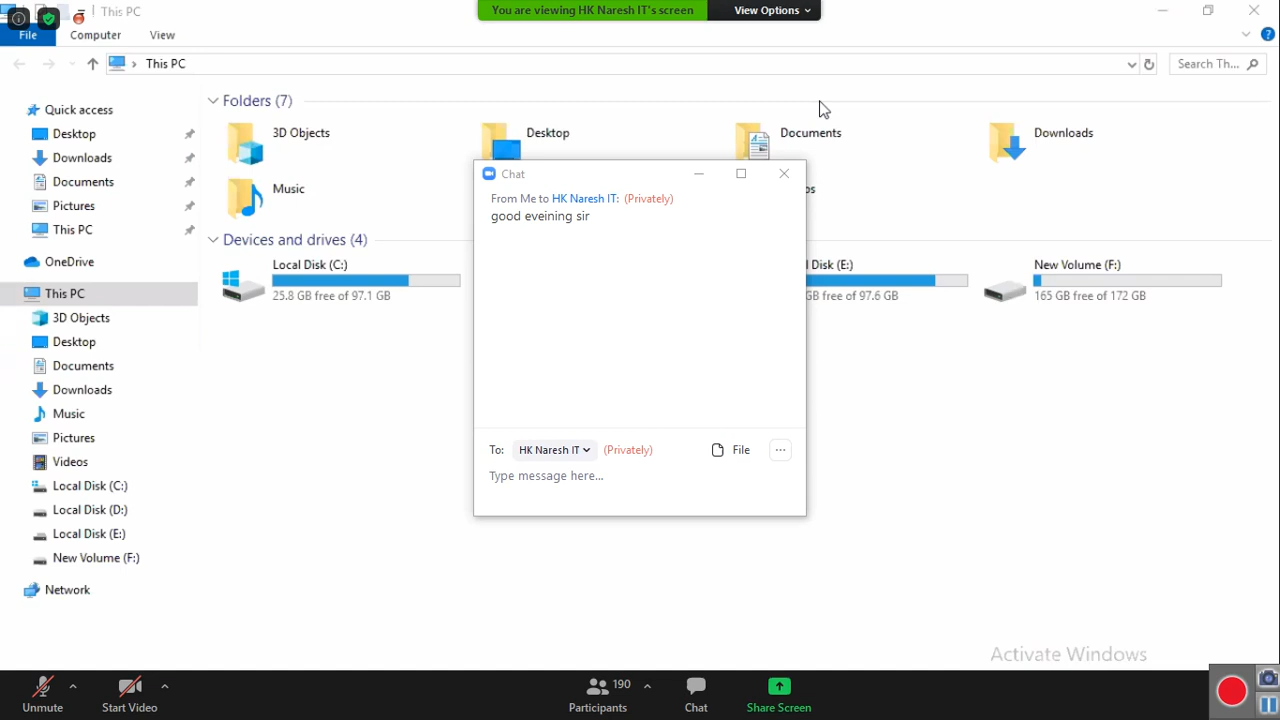 This PC
You are viewing HK Naresh IT's screen
View Options
File Computer View
This PC
Search Th...
Quick access
Desktop
Downloads
Documents
Pictures
This PC
OneDrive
This PC
3D Objects
Desktop
Documents
Downloads
Music
Pictures
Videos
Local Disk (C:)
Local Disk (D:)
Local Disk (E:)
New Volume (F:)
Network
Folders (7)
3D Objects
Desktop
Documents
Downloads
Music
Devices and drives (4)
Local Disk (C:)
25.8 GB free of 97.1 GB
Disk (E:)
GB free of 97.6 GB
New Volume (F:)
165 GB free of 172 GB
Chat
From Me to HK Naresh IT: (Privately)
good eveining sir
To: HK Naresh IT (Privately)
File
Type message here...
Activate Windows
Unmute
Start Video
190
Participants
Chat
Share Screen